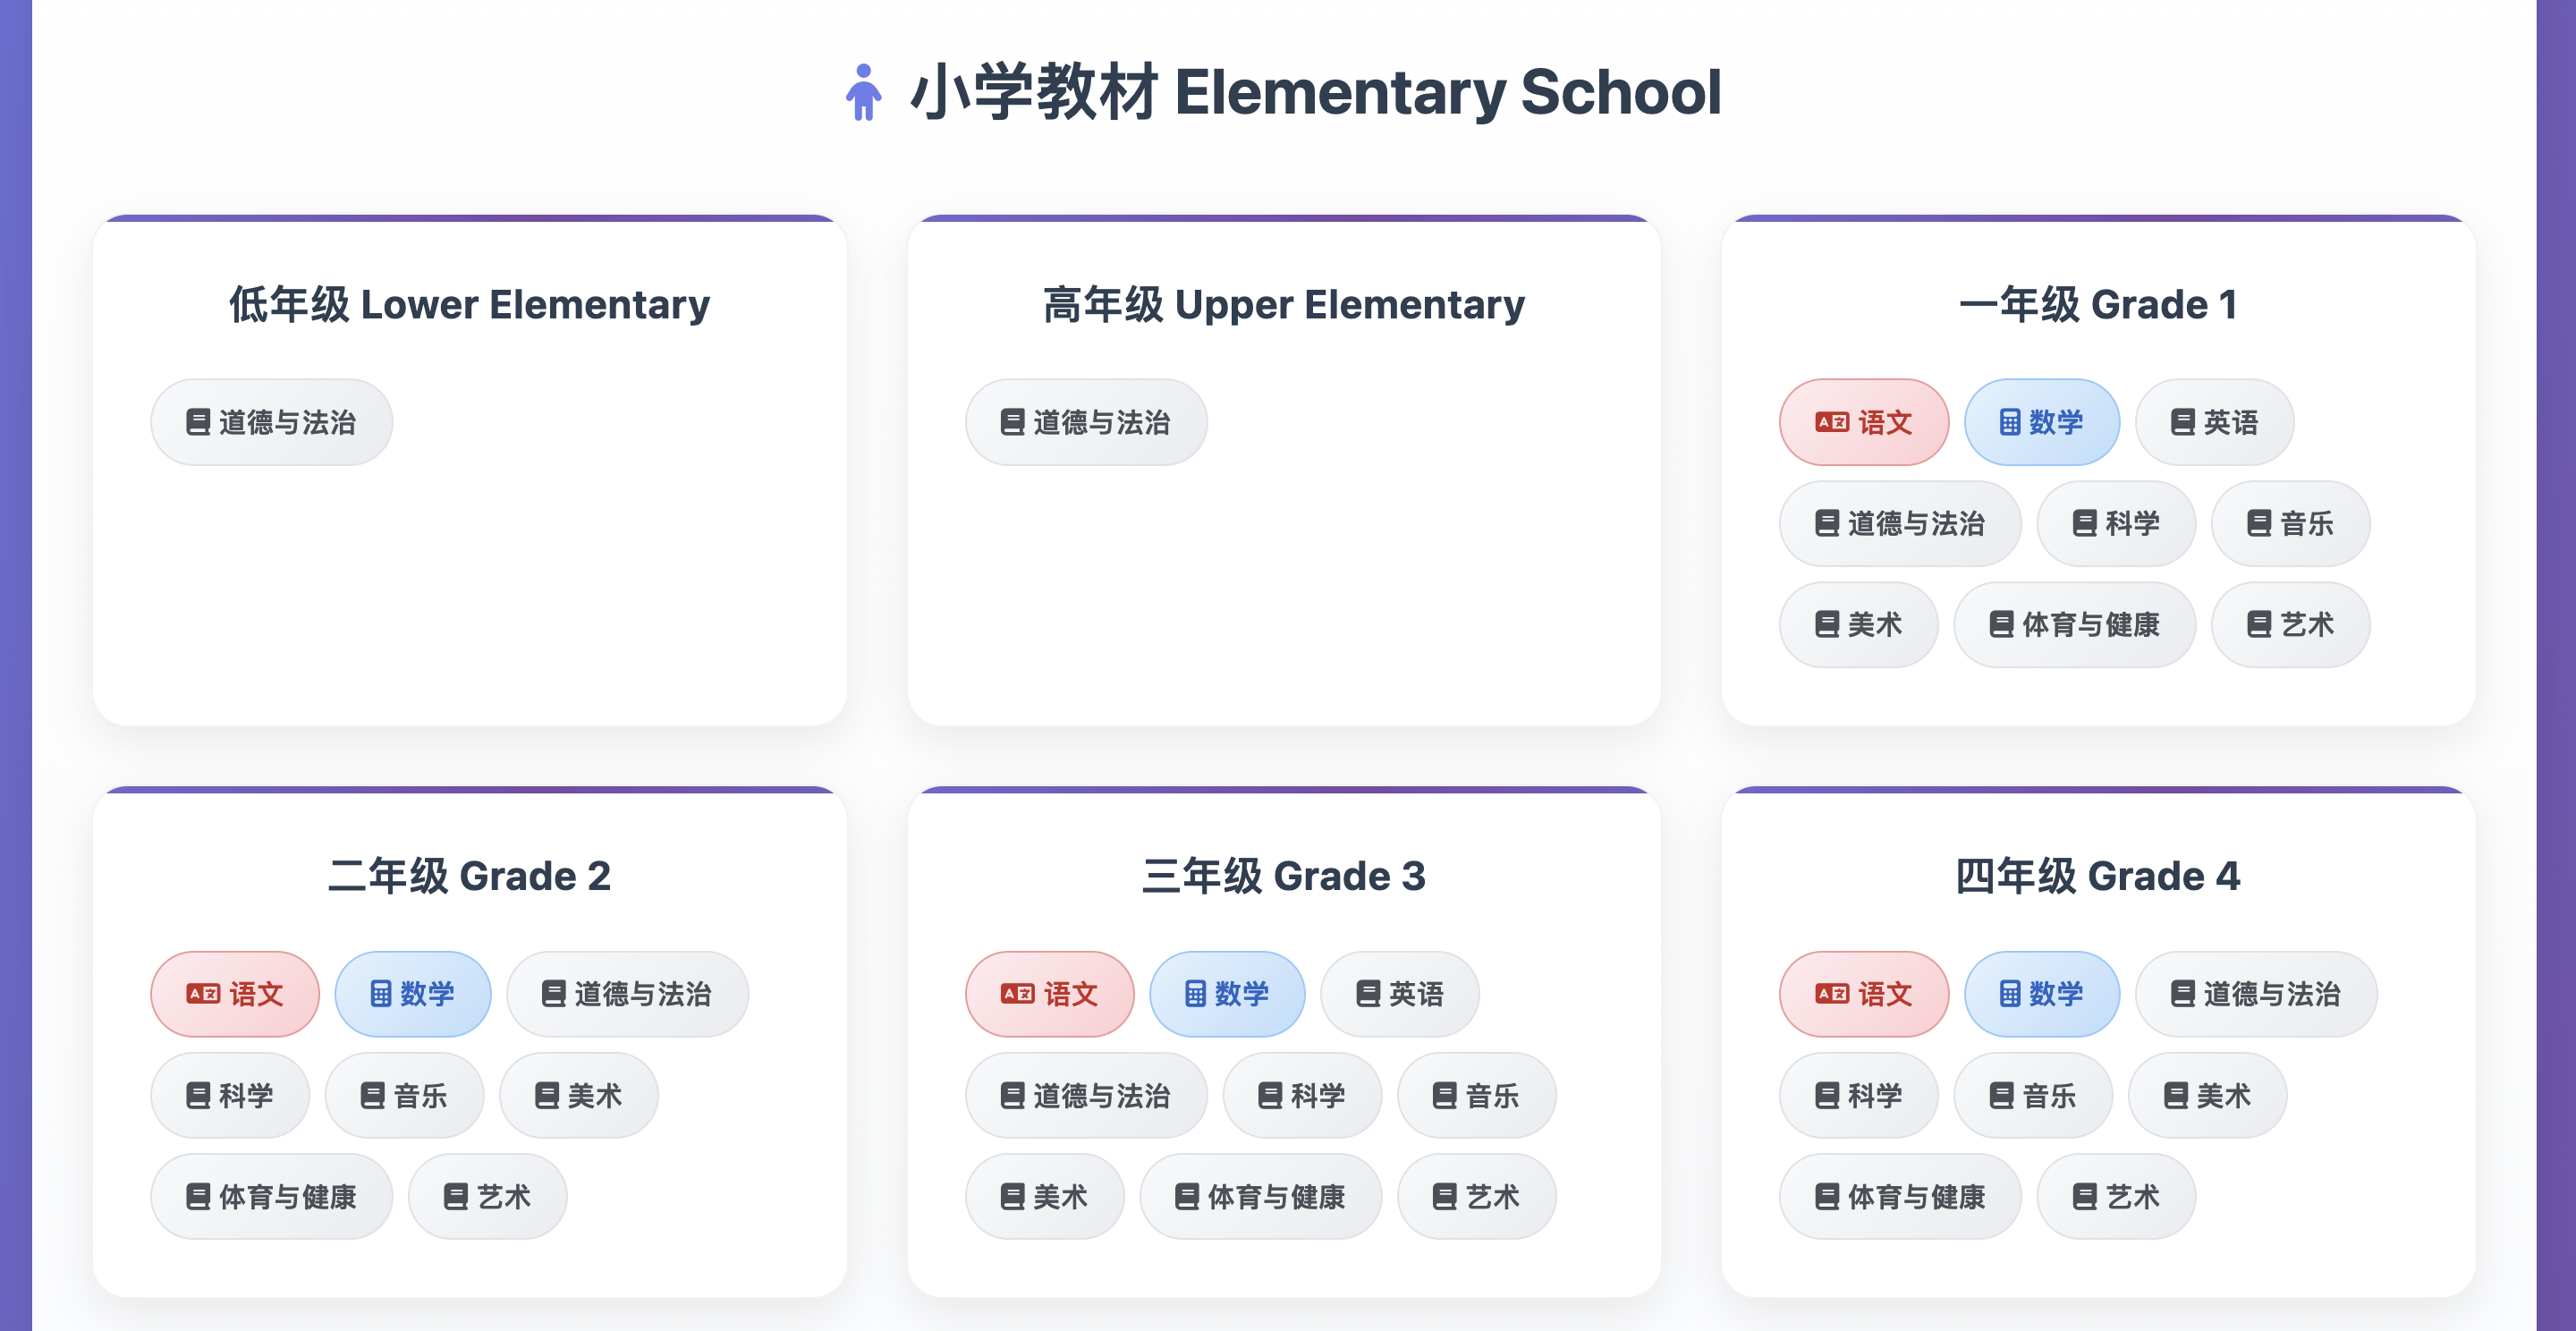 小学教材 Elementary School
低年级 Lower Elementary
道德与法治
高年级 Upper Elementary
道德与法治
一年级 Grade 1
语文 数学 英语
道德与法治 科学 音乐
美术 体育与健康 艺术
二年级 Grade 2
语文 数学 道德与法治
科学 音乐 美术
体育与健康 艺术
三年级 Grade 3
语文 数学 英语
道德与法治 科学 音乐
美术 体育与健康 艺术
四年级 Grade 4
语文 数学 道德与法治
科学 音乐 美术
体育与健康 艺术